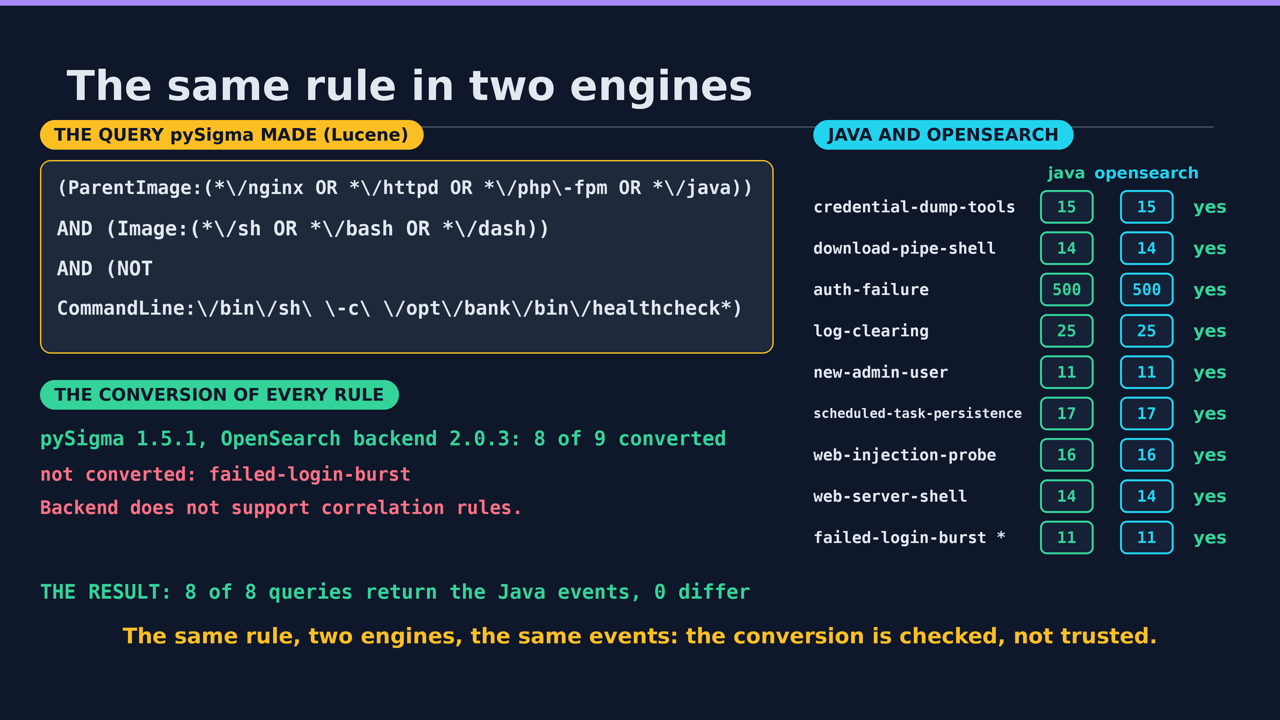 The same rule in two engines
THE QUERY pySigma MADE (Lucene)
(ParentImage:(*\/nginx OR *\/httpd OR *\/php\-fpm OR *\/java))
AND (Image:(*\/sh OR *\/bash OR *\/dash))
AND (NOT
CommandLine:\/bin\/sh\ \-c\ \/opt\/bank\/bin\/healthcheck*)
THE CONVERSION OF EVERY RULE
pySigma 1.5.1, OpenSearch backend 2.0.3: 8 of 9 converted
not converted: failed-login-burst
Backend does not support correlation rules.
JAVA AND OPENSEARCH
java opensearch
credential-dump-tools 15 15 yes
download-pipe-shell 14 14 yes
auth-failure 500 500 yes
log-clearing 25 25 yes
new-admin-user 11 11 yes
scheduled-task-persistence 17 17 yes
web-injection-probe 16 16 yes
web-server-shell 14 14 yes
failed-login-burst * 11 11 yes
THE RESULT: 8 of 8 queries return the Java events, 0 differ
The same rule, two engines, the same events: the conversion is checked, not trusted.